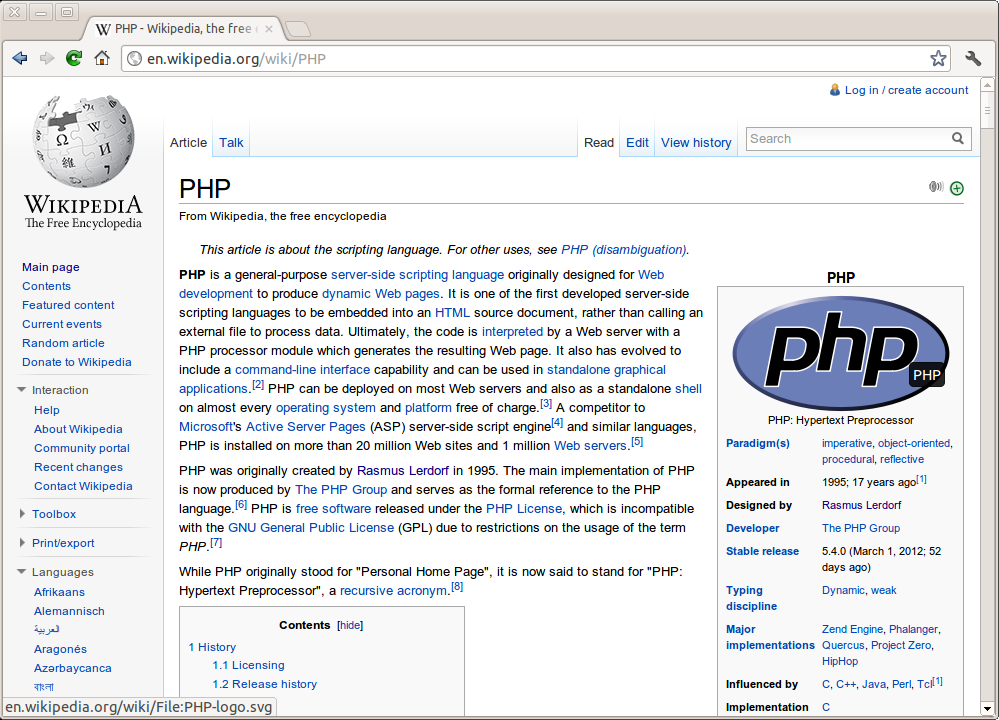 PHP - Wikipedia, the free
en.wikipedia.org/wiki/PHP
Log in / create account
Article Talk Read Edit View history Search
WIKIPEDIA
The Free Encyclopedia
Main page
Contents
Featured content
Current events
Random article
Donate to Wikipedia
Interaction
Help
About Wikipedia
Community portal
Recent changes
Contact Wikipedia
Toolbox
Print/export
Languages
Afrikaans
Alemannisch
العربية
Aragonés
Azərbaycanca
বাংলা
PHP
From Wikipedia, the free encyclopedia
This article is about the scripting language. For other uses, see PHP (disambiguation).
PHP is a general-purpose server-side scripting language originally designed for Web
development to produce dynamic Web pages. It is one of the first developed server-side
scripting languages to be embedded into an HTML source document, rather than calling an
external file to process data. Ultimately, the code is interpreted by a Web server with a
PHP processor module which generates the resulting Web page. It also has evolved to
include a command-line interface capability and can be used in standalone graphical
applications.[2] PHP can be deployed on most Web servers and also as a standalone shell
on almost every operating system and platform free of charge.[3] A competitor to
Microsoft's Active Server Pages (ASP) server-side script engine[4] and similar languages,
PHP is installed on more than 20 million Web sites and 1 million Web servers.[5]
PHP was originally created by Rasmus Lerdorf in 1995. The main implementation of PHP
is now produced by The PHP Group and serves as the formal reference to the PHP
language.[6] PHP is free software released under the PHP License, which is incompatible
with the GNU General Public License (GPL) due to restrictions on the usage of the term
PHP.[7]
While PHP originally stood for "Personal Home Page", it is now said to stand for "PHP:
Hypertext Preprocessor", a recursive acronym.[8]
Contents [hide]
1 History
1.1 Licensing
1.2 Release history
PHP
php
PHP
PHP: Hypertext Preprocessor
Paradigm(s) imperative, object-oriented,
procedural, reflective
Appeared in 1995; 17 years ago[1]
Designed by Rasmus Lerdorf
Developer The PHP Group
Stable release 5.4.0 (March 1, 2012; 52
days ago)
Typing Dynamic, weak
discipline
Major Zend Engine, Phalanger,
implementations Quercus, Project Zero,
HipHop
Influenced by C, C++, Java, Perl, Tcl[1]
Implementation C
en.wikipedia.org/wiki/File:PHP-logo.svg